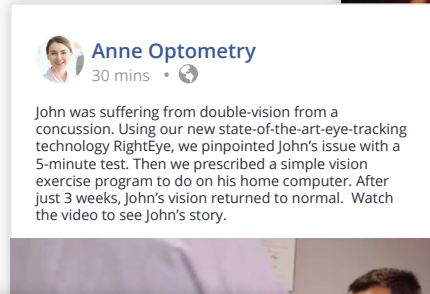 Anne Optometry
30 mins •
John was suffering from double-vision from a
concussion. Using our new state-of-the-art-eye-tracking
technology RightEye, we pinpointed John's issue with a
5-minute test. Then we prescribed a simple vision
exercise program to do on his home computer. After
just 3 weeks, John's vision returned to normal.  Watch
the video to see John's story.